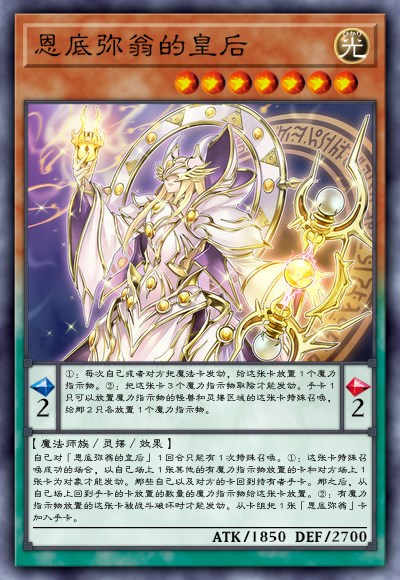 恩底弥翁的皇后
ひかり
光
①：每次自己或者对方把魔法卡发动，给这张卡放置1个魔力
指示物。②：把这张卡3个魔力指示物取除才能发动。手卡1
只可以放置魔力指示物的怪兽和灵摆区域的这张卡特殊召唤，
给那2只各放置1个魔力指示物。
2
2
【魔法师族／灵摆／效果】
自己对「恩底弥翁的皇后」1回合只能有1次特殊召唤。①：这张卡特殊召
唤成功的场合，以自己场上1张其他的有魔力指示物放置的卡和对方场上1
张卡为对象才能发动。那些自己以及对方的卡回到持有者手卡。那之后，从
自己场上回到手卡的卡放置的数量的魔力指示物给这张卡放置。②：有魔力
指示物放置的这张卡被战斗破坏时才能发动。从卡组把1张「恩底弥翁」卡
加入手卡。
ATK/1850 DEF/2700